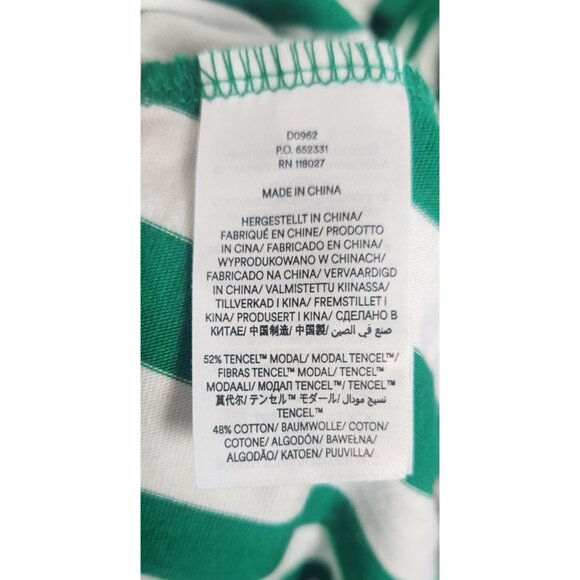 D0962
P.O. 652331
RN 118027
MADE IN CHINA
HERGESTELLT IN CHINA/
FABRIQUÉ EN CHINE/ PRODOTTO
IN CINA/ FABRICADO EN CHINA/
WYPRODUKOWANO W CHINACH/
FABRICADO NA CHINA/ VERVAARDIGD
IN CHINA/ VALMISTETTU KIINASSA/
TILLVERKAD I KINA/ FREMSTILLET I
KINA/ PRODUSERT I KINA/ СДЕЛАНО В
КИТАЕ/ 中国制造/ 中国製/ صنع في الصين
52% TENCEL™ MODAL/ MODAL TENCEL™/
FIBRAS TENCEL™ MODAL/ TENCEL™
MODAALI/ МОДАЛ TENCEL™/ TENCEL™
莫代尔/ テンセル™ モダール/ نسيج مودال
TENCEL™
48% COTTON/ BAUMWOLLE/ COTON/
COTONE/ ALGODÓN/ BAWEŁNA/
ALGODÃO/ KATOEN/ PUUVILLA/